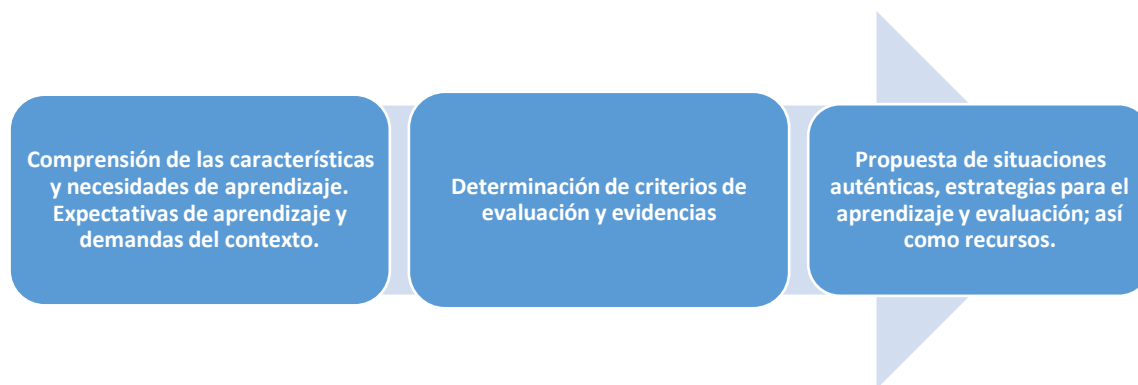 Comprensión de las características
y necesidades de aprendizaje.
Expectativas de aprendizaje y
demandas del contexto.
Determinación de criterios de
evaluación y evidencias
Propuesta de situaciones
auténticas, estrategias para el
aprendizaje y evaluación; así
como recursos.